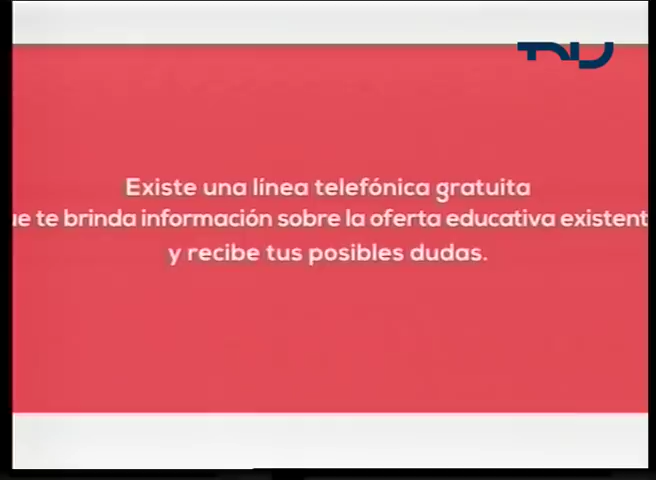 Existe una línea telefónica gratuita
ue te brinda información sobre la oferta educativa existent
y recibe tus posibles dudas.